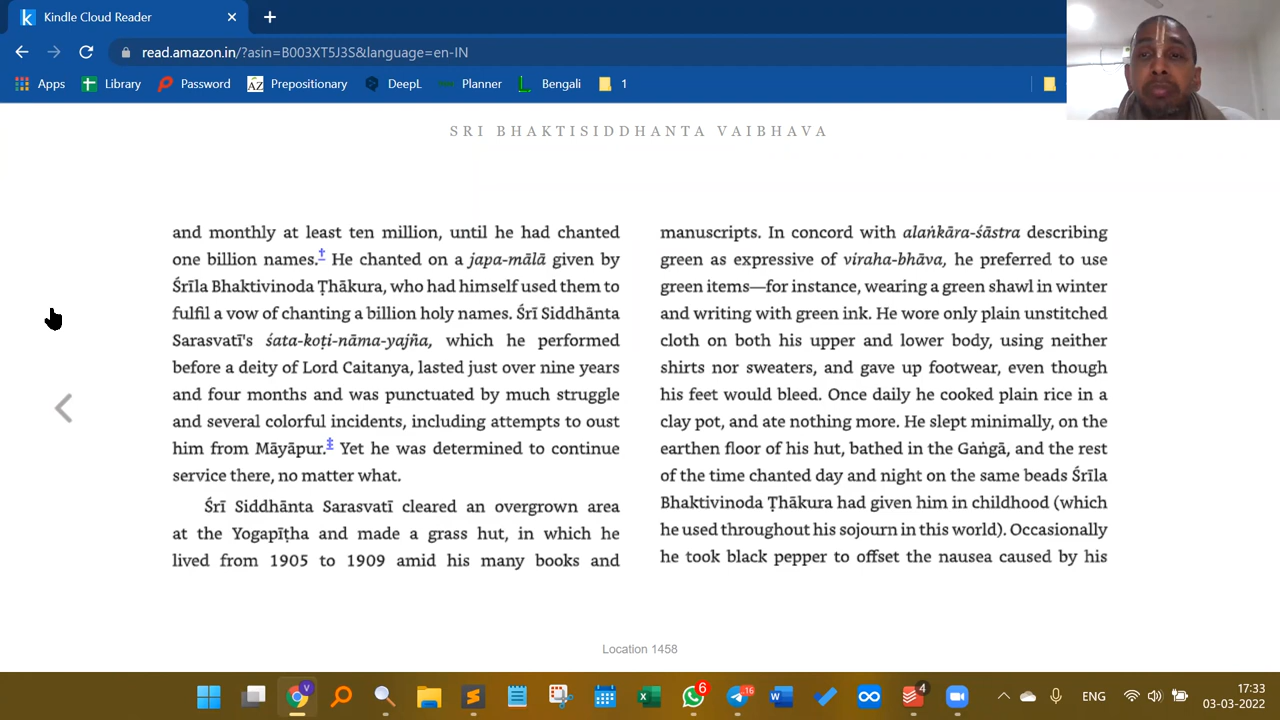 Kindle Cloud Reader
read.amazon.in/?asin=B003XT5J3S&language=en-IN
Apps Library Password Prepositionary DeepL Planner Bengali 1
SRI BHAKTISIDDHANTA VAIBHAVA
and monthly at least ten million, until he had chanted
one billion names.† He chanted on a japa-mālā given by
Śrīla Bhaktivinoda Ṭhākura, who had himself used them to
fulfil a vow of chanting a billion holy names. Śrī Siddhānta
Sarasvatī's śata-koṭi-nāma-yajña, which he performed
before a deity of Lord Caitanya, lasted just over nine years
and four months and was punctuated by much struggle
and several colorful incidents, including attempts to oust
him from Māyāpur.‡ Yet he was determined to continue
service there, no matter what.
Śrī Siddhānta Sarasvatī cleared an overgrown area
at the Yogapīṭha and made a grass hut, in which he
lived from 1905 to 1909 amid his many books and
manuscripts. In concord with alaṅkāra-śāstra describing
green as expressive of viraha-bhāva, he preferred to use
green items—for instance, wearing a green shawl in winter
and writing with green ink. He wore only plain unstitched
cloth on both his upper and lower body, using neither
shirts nor sweaters, and gave up footwear, even though
his feet would bleed. Once daily he cooked plain rice in a
clay pot, and ate nothing more. He slept minimally, on the
earthen floor of his hut, bathed in the Gaṅgā, and the rest
of the time chanted day and night on the same beads Śrīla
Bhaktivinoda Ṭhākura had given him in childhood (which
he used throughout his sojourn in this world). Occasionally
he took black pepper to offset the nausea caused by his
Location 1458
V 6 .16 4 ENG 17:33
03-03-2022